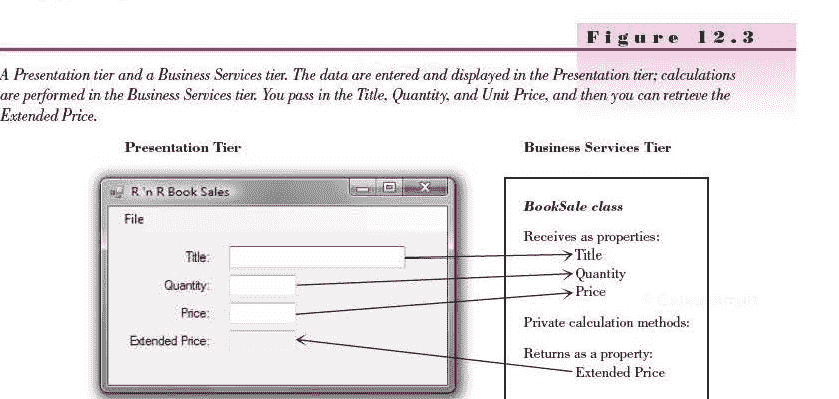 Figure 12.3
A Presentation tier and a Business Services tier. The data are entered and displayed in the Presentation tier; calculations
are performed in the Business Services tier. You pass in the Title, Quantity, and Unit Price, and then you can retrieve the
Extended Price.
Presentation Tier
Business Services Tier
R 'n R Book Sales
File
Title:
Quantity:
Price:
Extended Price:
BookSale class
Receives as properties:
Title
Quantity
Price
Private calculation methods:
Returns as a property:
Extended Price